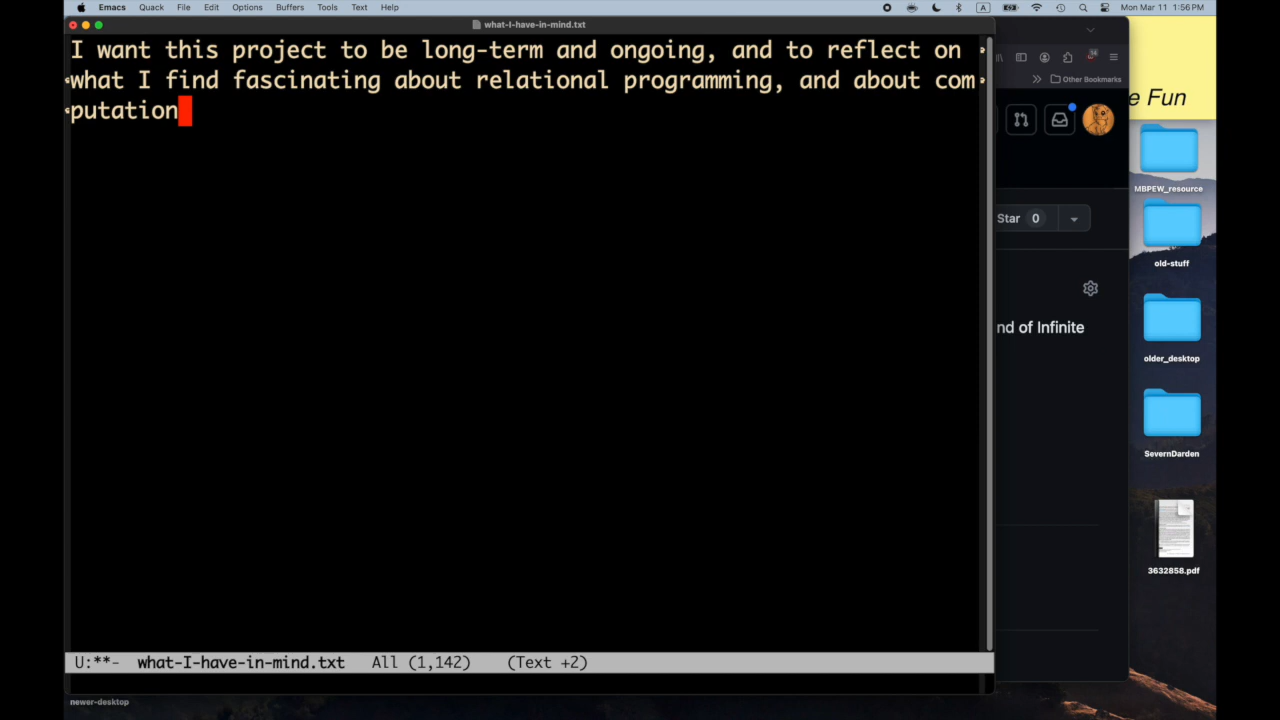 Emacs Quack File Edit Options Buffers Tools Text Help
A
Mon Mar 11 1:56 PM
what-I-have-in-mind.txt
I want this project to be long-term and ongoing, and to reflect on
what I find fascinating about relational programming, and about com
putation
Other Bookmarks
e Fun
MBPEW_resource
Star 0
old-stuff
nd of Infinite
older_desktop
SevernDarden
3632858.pdf
U:**- what-I-have-in-mind.txt All (1,142) (Text +2)
newer-desktop